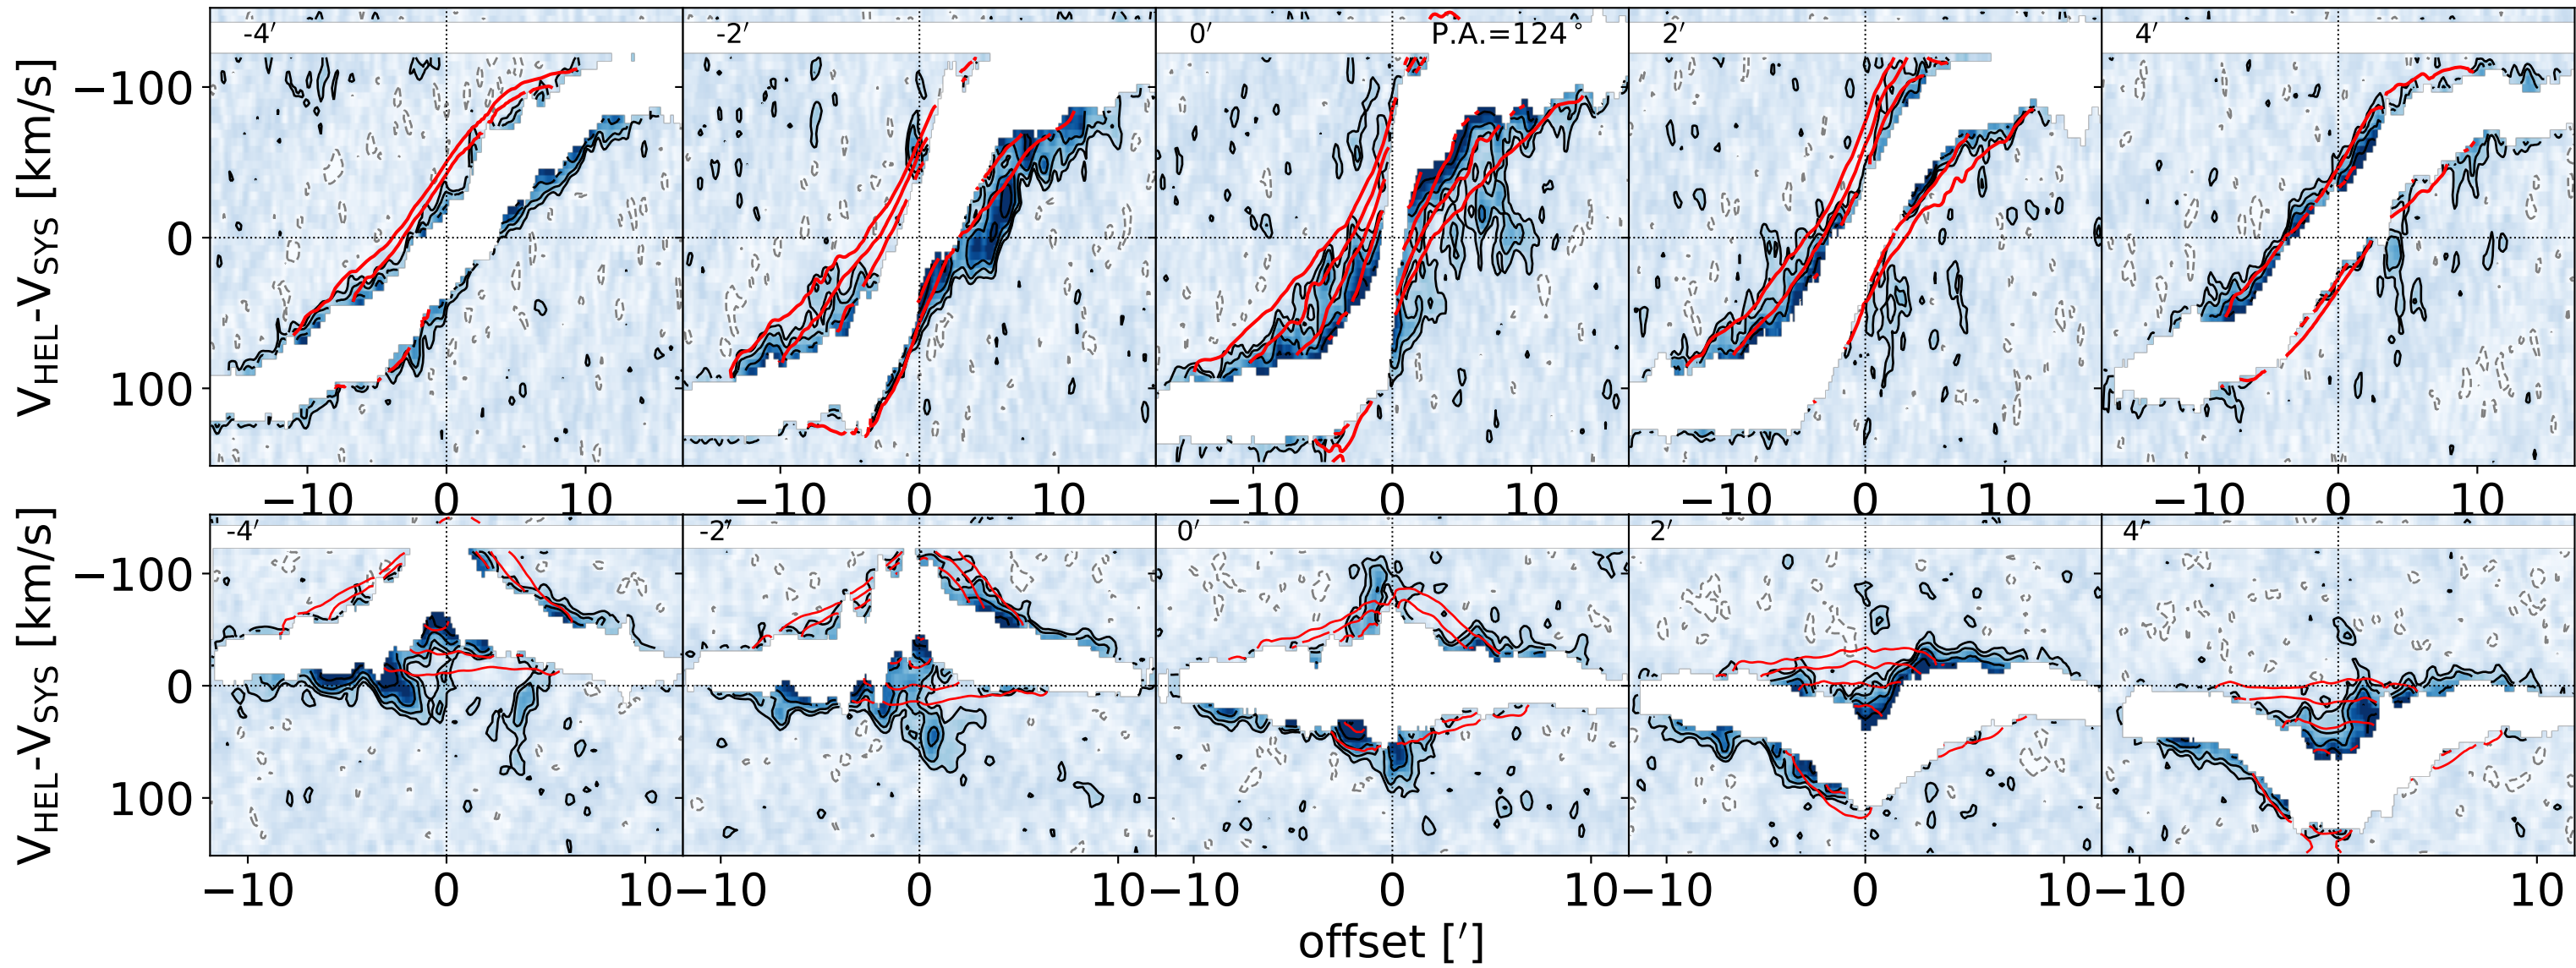 -4′ -2′ 0′ P.A.=124° 2′ 4′
V_HEL-V_SYS [km/s]
−100
0
100
−10 0 10 −10 0 10 −10 0 10 −10 0 10 −10 0 10
-4′ -2′ 0′ 2′ 4′
V_HEL-V_SYS [km/s]
−100
0
100
−10 0 10 −10 0 10 −10 0 10 −10 0 10 −10 0 10
offset [′]